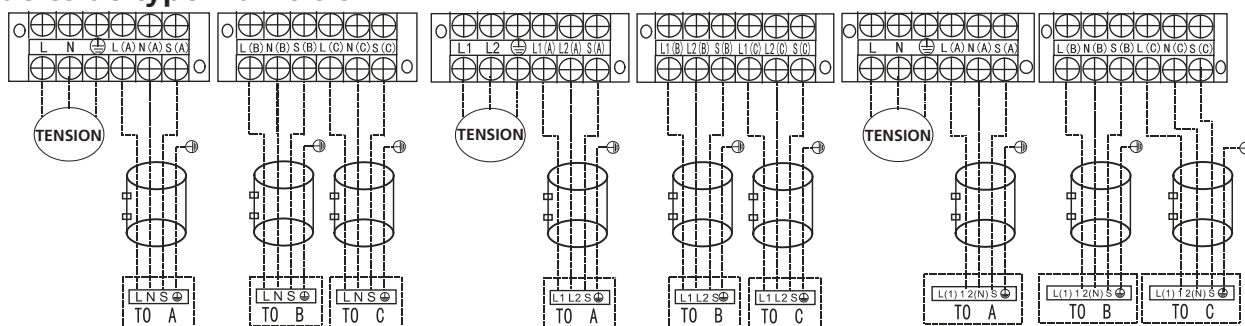 L N ⏚ L(A) N(A) S(A)
L(B) N(B) S(B) L(C) N(C) S(C)
L1 L2 ⏚ L1(A) L2(A) S(A)
L1(B) L2(B) S(B) L1(C) L2(C) S(C)
L N ⏚ L(A) N(A) S(A)
L(B) N(B) S(B) L(C) N(C) S(C)
TENSION
TENSION
TENSION
L N S ⏚
TO A
L N S ⏚
TO B
L N S ⏚
TO C
L1 L2 S ⏚
TO A
L1 L2 S ⏚
TO B
L1 L2 S ⏚
TO C
L(1) 1 2(N) S ⏚
TO A
L(1) 1 2(N) S ⏚
TO B
L(1) 1 2(N) S ⏚
TO C